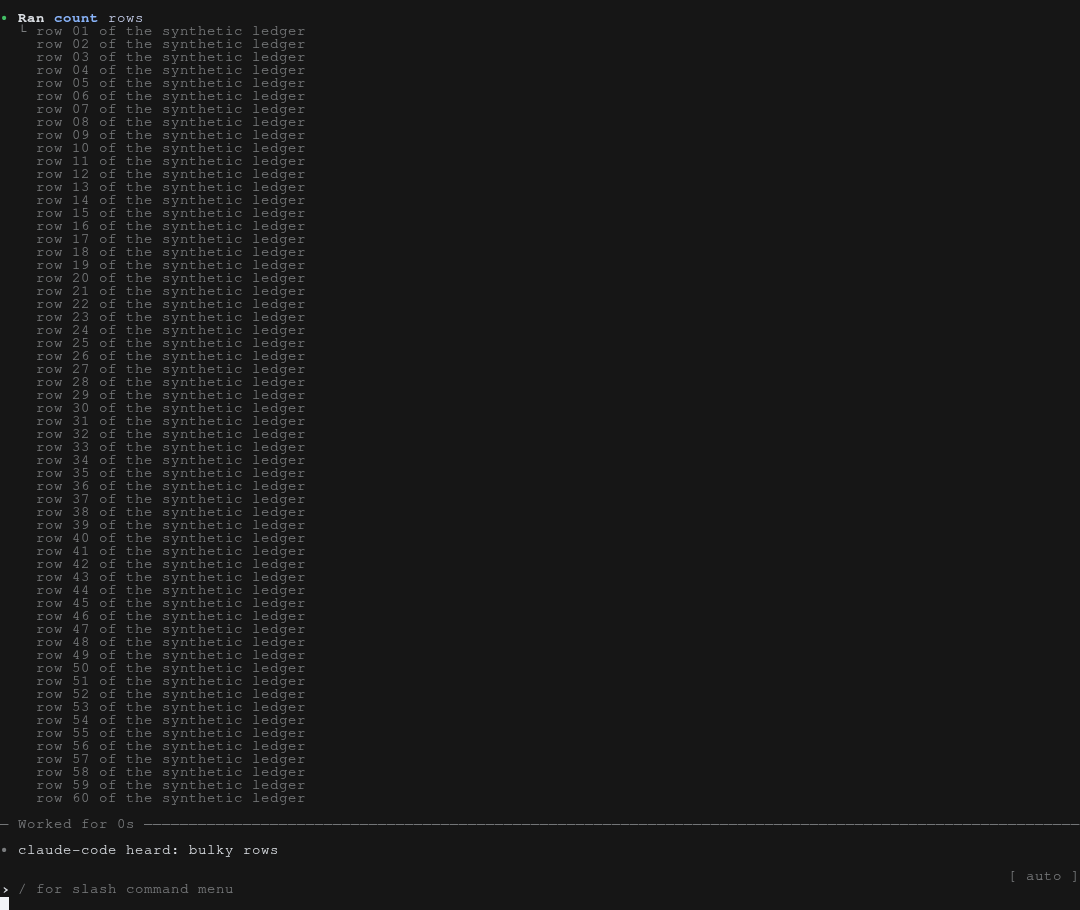 • Ran count rows
└ row 01 of the synthetic ledger
row 02 of the synthetic ledger
row 03 of the synthetic ledger
row 04 of the synthetic ledger
row 05 of the synthetic ledger
row 06 of the synthetic ledger
row 07 of the synthetic ledger
row 08 of the synthetic ledger
row 09 of the synthetic ledger
row 10 of the synthetic ledger
row 11 of the synthetic ledger
row 12 of the synthetic ledger
row 13 of the synthetic ledger
row 14 of the synthetic ledger
row 15 of the synthetic ledger
row 16 of the synthetic ledger
row 17 of the synthetic ledger
row 18 of the synthetic ledger
row 19 of the synthetic ledger
row 20 of the synthetic ledger
row 21 of the synthetic ledger
row 22 of the synthetic ledger
row 23 of the synthetic ledger
row 24 of the synthetic ledger
row 25 of the synthetic ledger
row 26 of the synthetic ledger
row 27 of the synthetic ledger
row 28 of the synthetic ledger
row 29 of the synthetic ledger
row 30 of the synthetic ledger
row 31 of the synthetic ledger
row 32 of the synthetic ledger
row 33 of the synthetic ledger
row 34 of the synthetic ledger
row 35 of the synthetic ledger
row 36 of the synthetic ledger
row 37 of the synthetic ledger
row 38 of the synthetic ledger
row 39 of the synthetic ledger
row 40 of the synthetic ledger
row 41 of the synthetic ledger
row 42 of the synthetic ledger
row 43 of the synthetic ledger
row 44 of the synthetic ledger
row 45 of the synthetic ledger
row 46 of the synthetic ledger
row 47 of the synthetic ledger
row 48 of the synthetic ledger
row 49 of the synthetic ledger
row 50 of the synthetic ledger
row 51 of the synthetic ledger
row 52 of the synthetic ledger
row 53 of the synthetic ledger
row 54 of the synthetic ledger
row 55 of the synthetic ledger
row 56 of the synthetic ledger
row 57 of the synthetic ledger
row 58 of the synthetic ledger
row 59 of the synthetic ledger
row 60 of the synthetic ledger
─ Worked for 0s ─
• claude-code heard: bulky rows
[ auto ]
› / for slash command menu